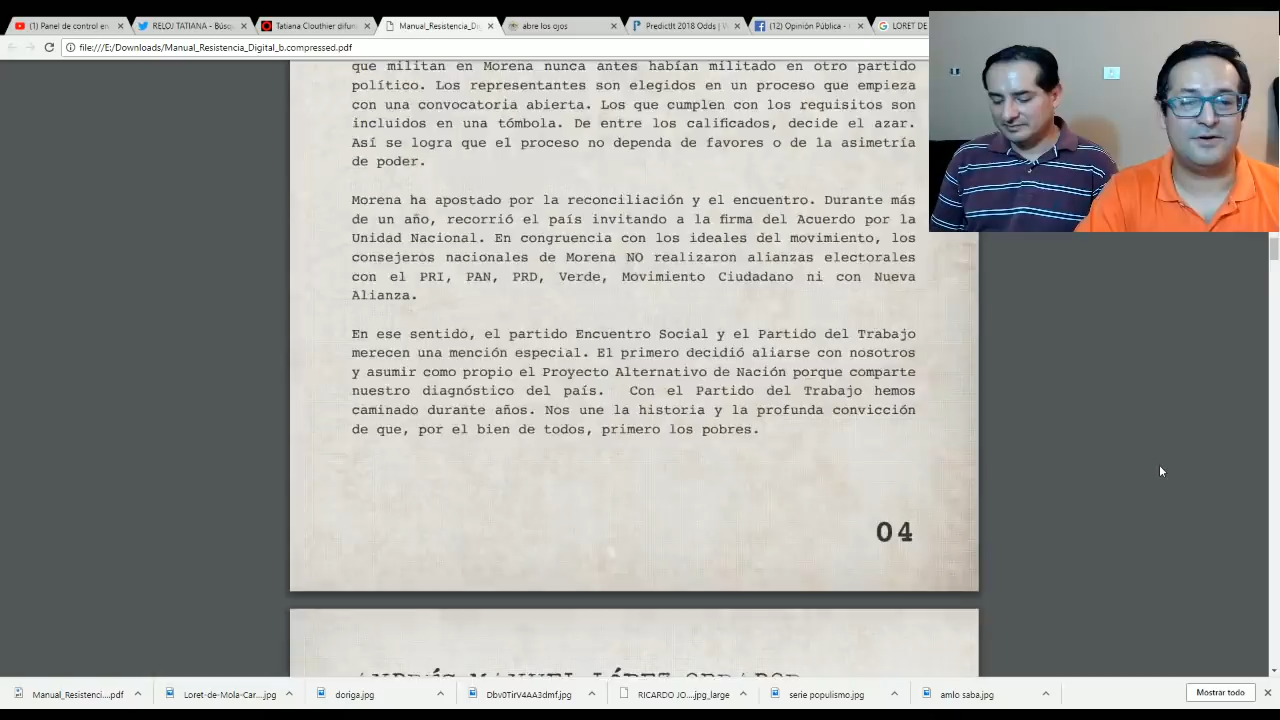 (1) Panel de control en
RELOJ TATIANA - Búsq
Tatiana Clouthier difun
Manual_Resistencia_Di
abre los ojos
PredictIt 2018 Odds | V
(12) Opinión Pública -
LORET DE
file:///E:/Downloads/Manual_Resistencia_Digital_b.compressed.pdf
que militan en Morena nunca antes habían militado en otro partido
político. Los representantes son elegidos en un proceso que empieza
con una convocatoria abierta. Los que cumplen con los requisitos son
incluidos en una tómbola. De entre los calificados, decide el azar.
Así se logra que el proceso no dependa de favores o de la asimetría
de poder.
Morena ha apostado por la reconciliación y el encuentro. Durante más
de un año, recorrió el país invitando a la firma del Acuerdo por la
Unidad Nacional. En congruencia con los ideales del movimiento, los
consejeros nacionales de Morena NO realizaron alianzas electorales
con el PRI, PAN, PRD, Verde, Movimiento Ciudadano ni con Nueva
Alianza.
En ese sentido, el partido Encuentro Social y el Partido del Trabajo
merecen una mención especial. El primero decidió aliarse con nosotros
y asumir como propio el Proyecto Alternativo de Nación porque comparte
nuestro diagnóstico del país. Con el Partido del Trabajo hemos
caminado durante años. Nos une la historia y la profunda convicción
de que, por el bien de todos, primero los pobres.
04
ANDRÉS MANUEL LÓPEZ OBRADOR
Manual_Resistenci....pdf
Loret-de-Mola-Car....jpg
doriga.jpg
Dbv0TirV4AA3dmf.jpg
RICARDO JO....jpg_large
serie populismo.jpg
amlo saba.jpg
Mostrar todo